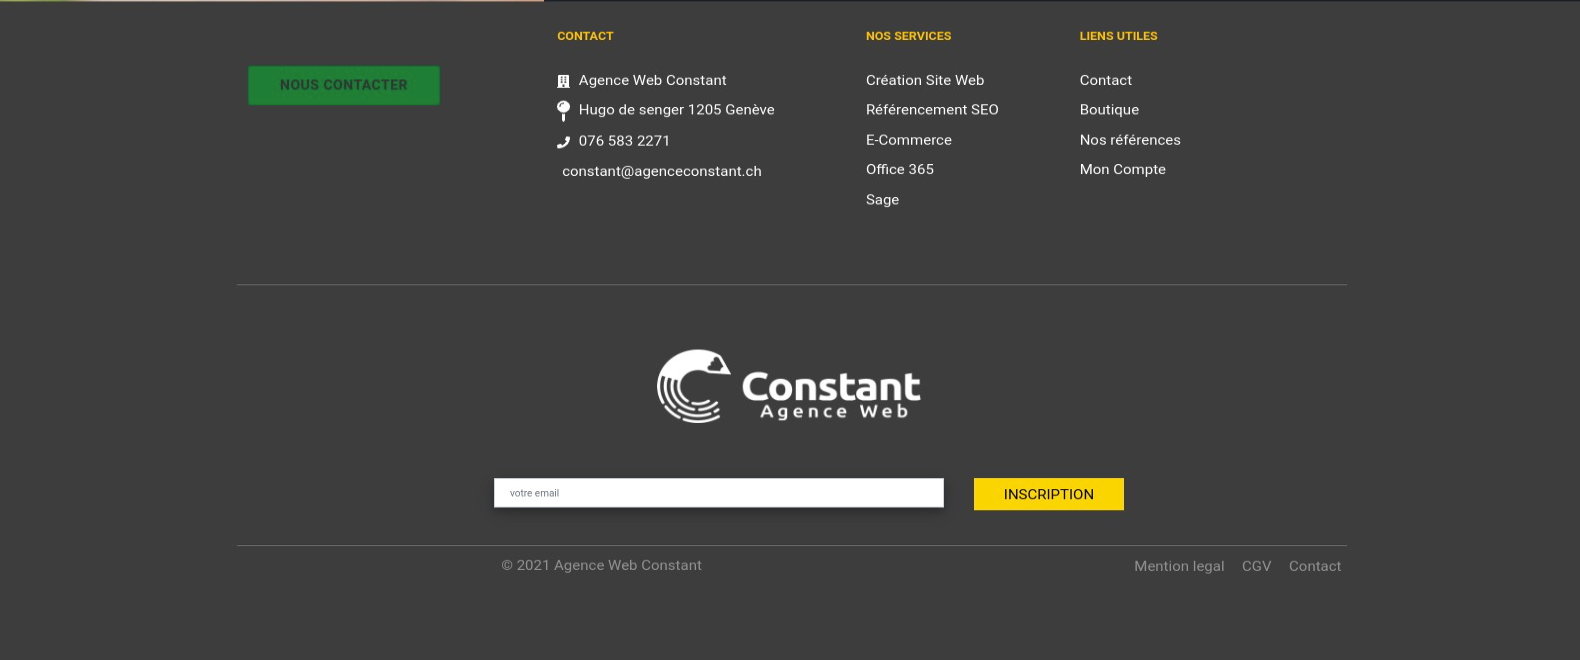 NOUS CONTACTER
CONTACT
Agence Web Constant
Hugo de senger 1205 Genève
076 583 2271
constant@agenceconstant.ch
NOS SERVICES
Création Site Web
Référencement SEO
E-Commerce
Office 365
Sage
LIENS UTILES
Contact
Boutique
Nos références
Mon Compte
Constant
Agence Web
votre email
INSCRIPTION
© 2021 Agence Web Constant
Mention legal CGV Contact